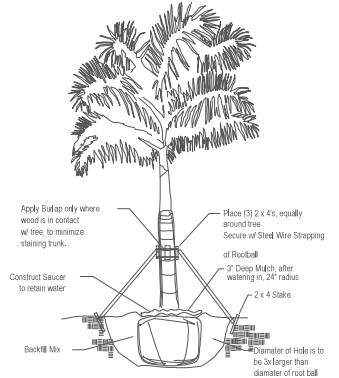 Apply Burlap only where
wood is in contact
w/ tree, to minimize
staining trunk.
Place (3) 2 x 4's, equally
around tree
Secure w/ Steel Wire Strapping
of Rootball
3" Deep Mulch, after
watering in, 24" radius
Construct Saucer
to retain water
2 x 4 Stake
Backfill Mix
Diamater of Hole is to
be 3x larger than
diamater of root ball